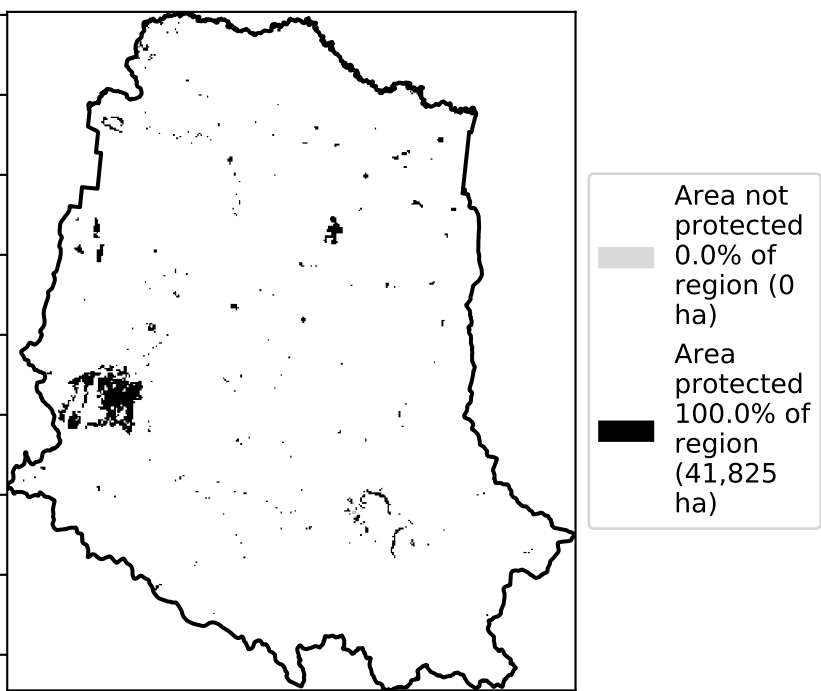 Area not
protected
0.0% of
region (0
ha)
Area
protected
100.0% of
region
(41,825
ha)